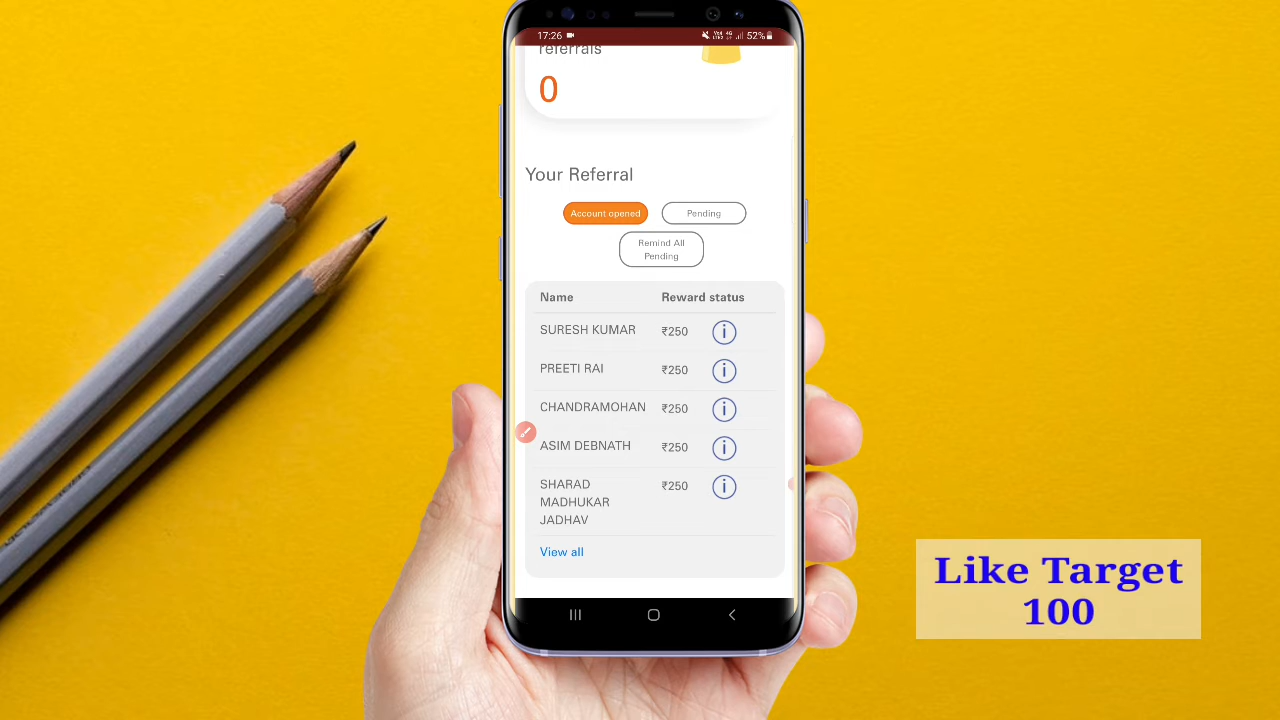 17:26 52%
referrals
0
Your Referral
Account opened Pending
Remind All
Pending
Name Reward status
SURESH KUMAR ₹250 i
PREETI RAI ₹250 i
CHANDRAMOHAN ₹250 i
ASIM DEBNATH ₹250 i
SHARAD ₹250 i
MADHUKAR
JADHAV
View all
Like Target
100